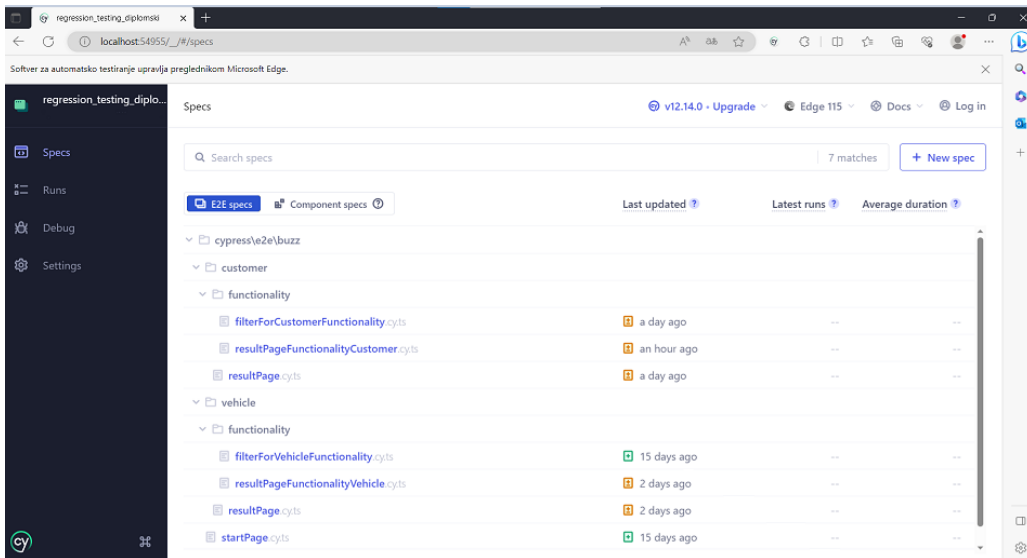 regression_testing_diplomski
localhost:54955/__/#/specs
Softver za automatsko testiranje upravlja preglednikom Microsoft Edge.
regression_testing_diplo...
Specs
v12.14.0 • Upgrade
Edge 115
Docs
Log in
Specs
Runs
Debug
Settings
Search specs
7 matches
+ New spec
E2E specs
Component specs
Last updated ?
Latest runs ?
Average duration ?
cypress\e2e\buzz
customer
functionality
filterForCustomerFunctionality.cy.ts a day ago -- --
resultPageFunctionalityCustomer.cy.ts an hour ago -- --
resultPage.cy.ts a day ago -- --
vehicle
functionality
filterForVehicleFunctionality.cy.ts 15 days ago -- --
resultPageFunctionalityVehicle.cy.ts 2 days ago -- --
resultPage.cy.ts 2 days ago -- --
startPage.cy.ts 15 days ago -- --
cy